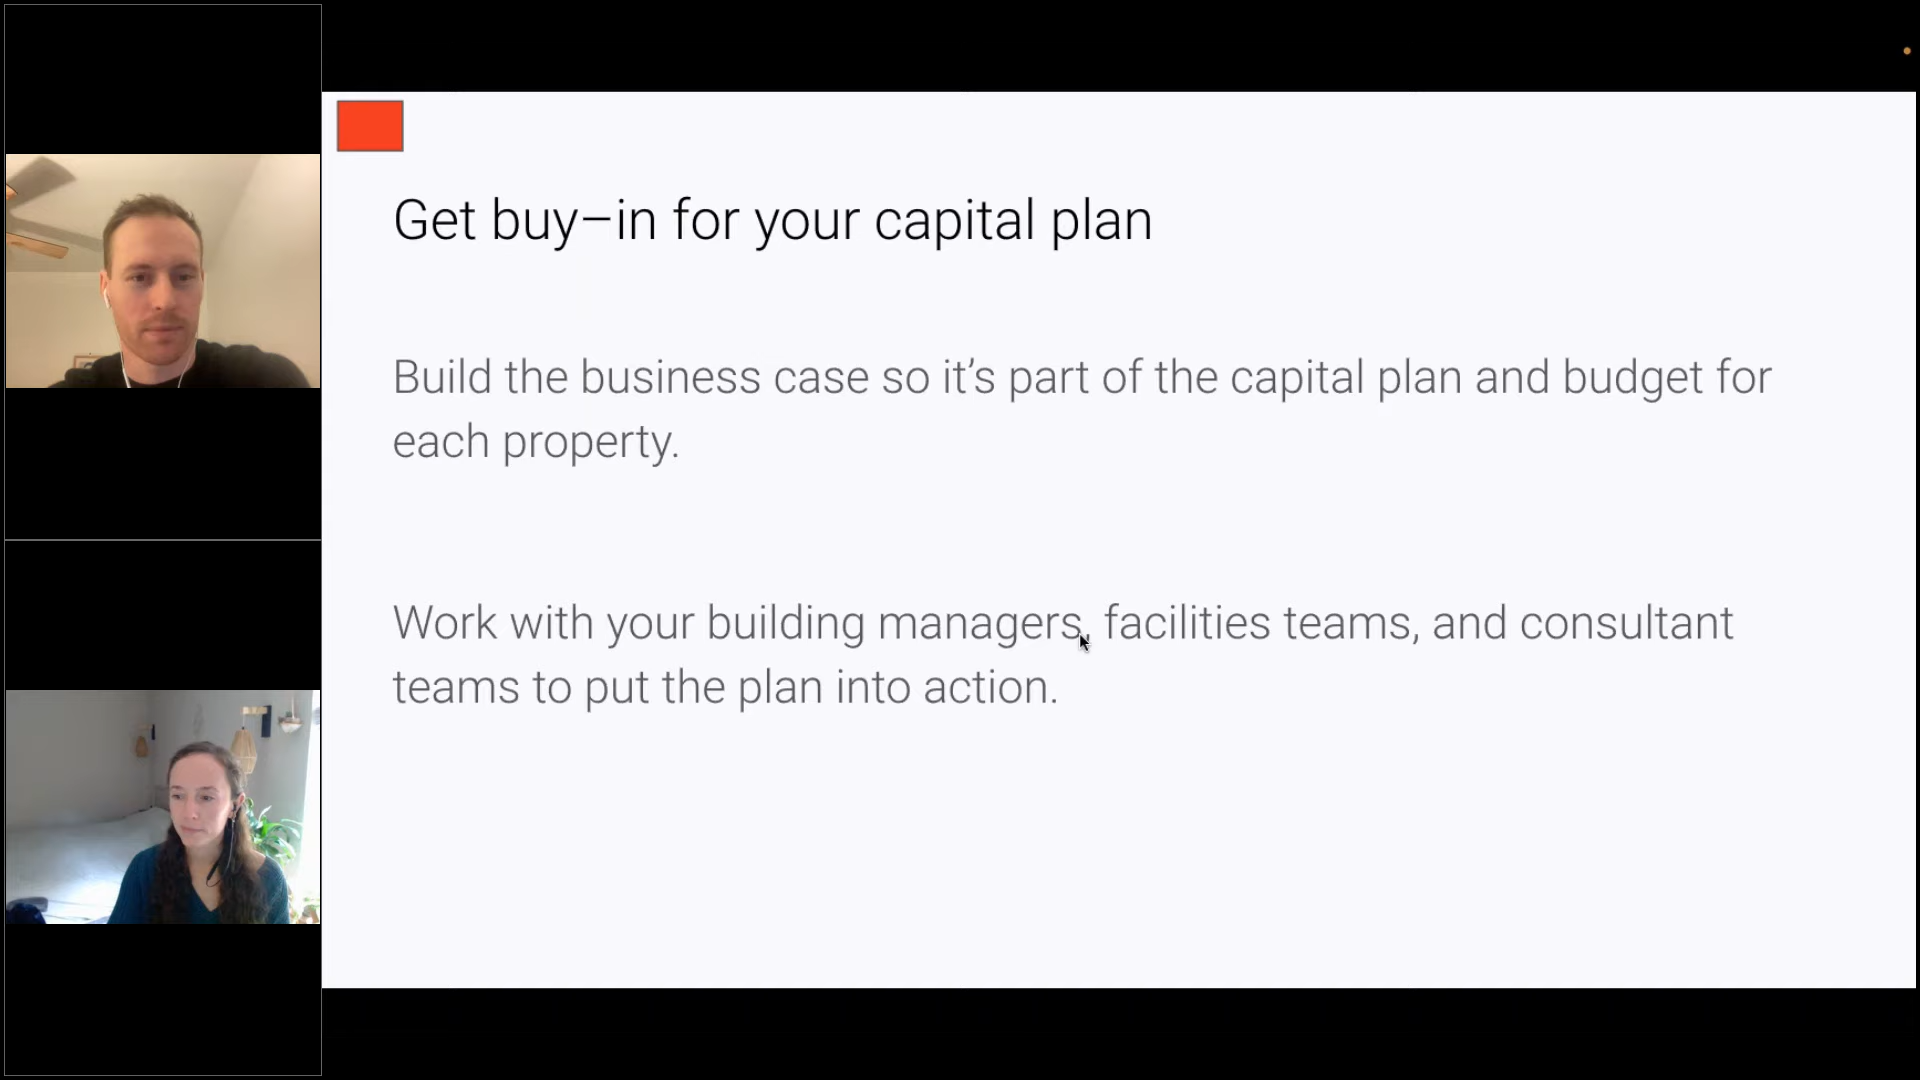 Get buy–in for your capital plan
Build the business case so it’s part of the capital plan and budget for
each property.
Work with your building managers, facilities teams, and consultant
teams to put the plan into action.